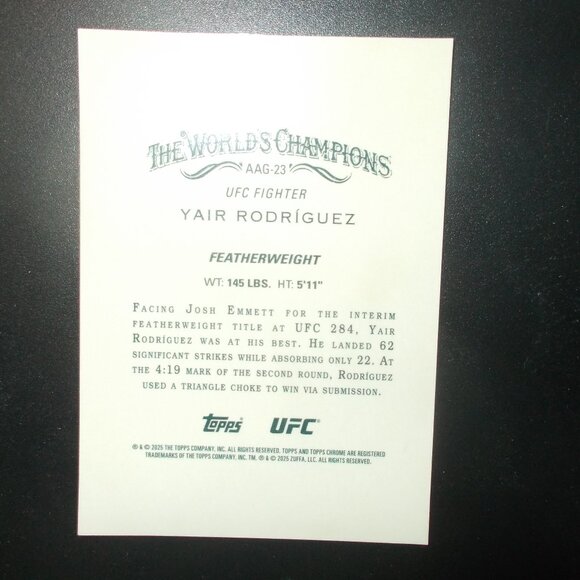 THE WORLD'S CHAMPIONS
AAG-23
UFC FIGHTER
YAIR RODRÍGUEZ
FEATHERWEIGHT
WT: 145 LBS. HT: 5'11"
FACING JOSH EMMETT FOR THE INTERIM
FEATHERWEIGHT TITLE AT UFC 284, YAIR
RODRÍGUEZ WAS AT HIS BEST. HE LANDED 62
SIGNIFICANT STRIKES WHILE ABSORBING ONLY 22. AT
THE 4:19 MARK OF THE SECOND ROUND, RODRÍGUEZ
USED A TRIANGLE CHOKE TO WIN VIA SUBMISSION.
topps® UFC®
® & © 2025 THE TOPPS COMPANY, INC. ALL RIGHTS RESERVED. TOPPS AND TOPPS CHROME ARE REGISTERED
TRADEMARKS OF THE TOPPS COMPANY, INC. TM, ® & © 2025 ZUFFA, LLC. ALL RIGHTS RESERVED.